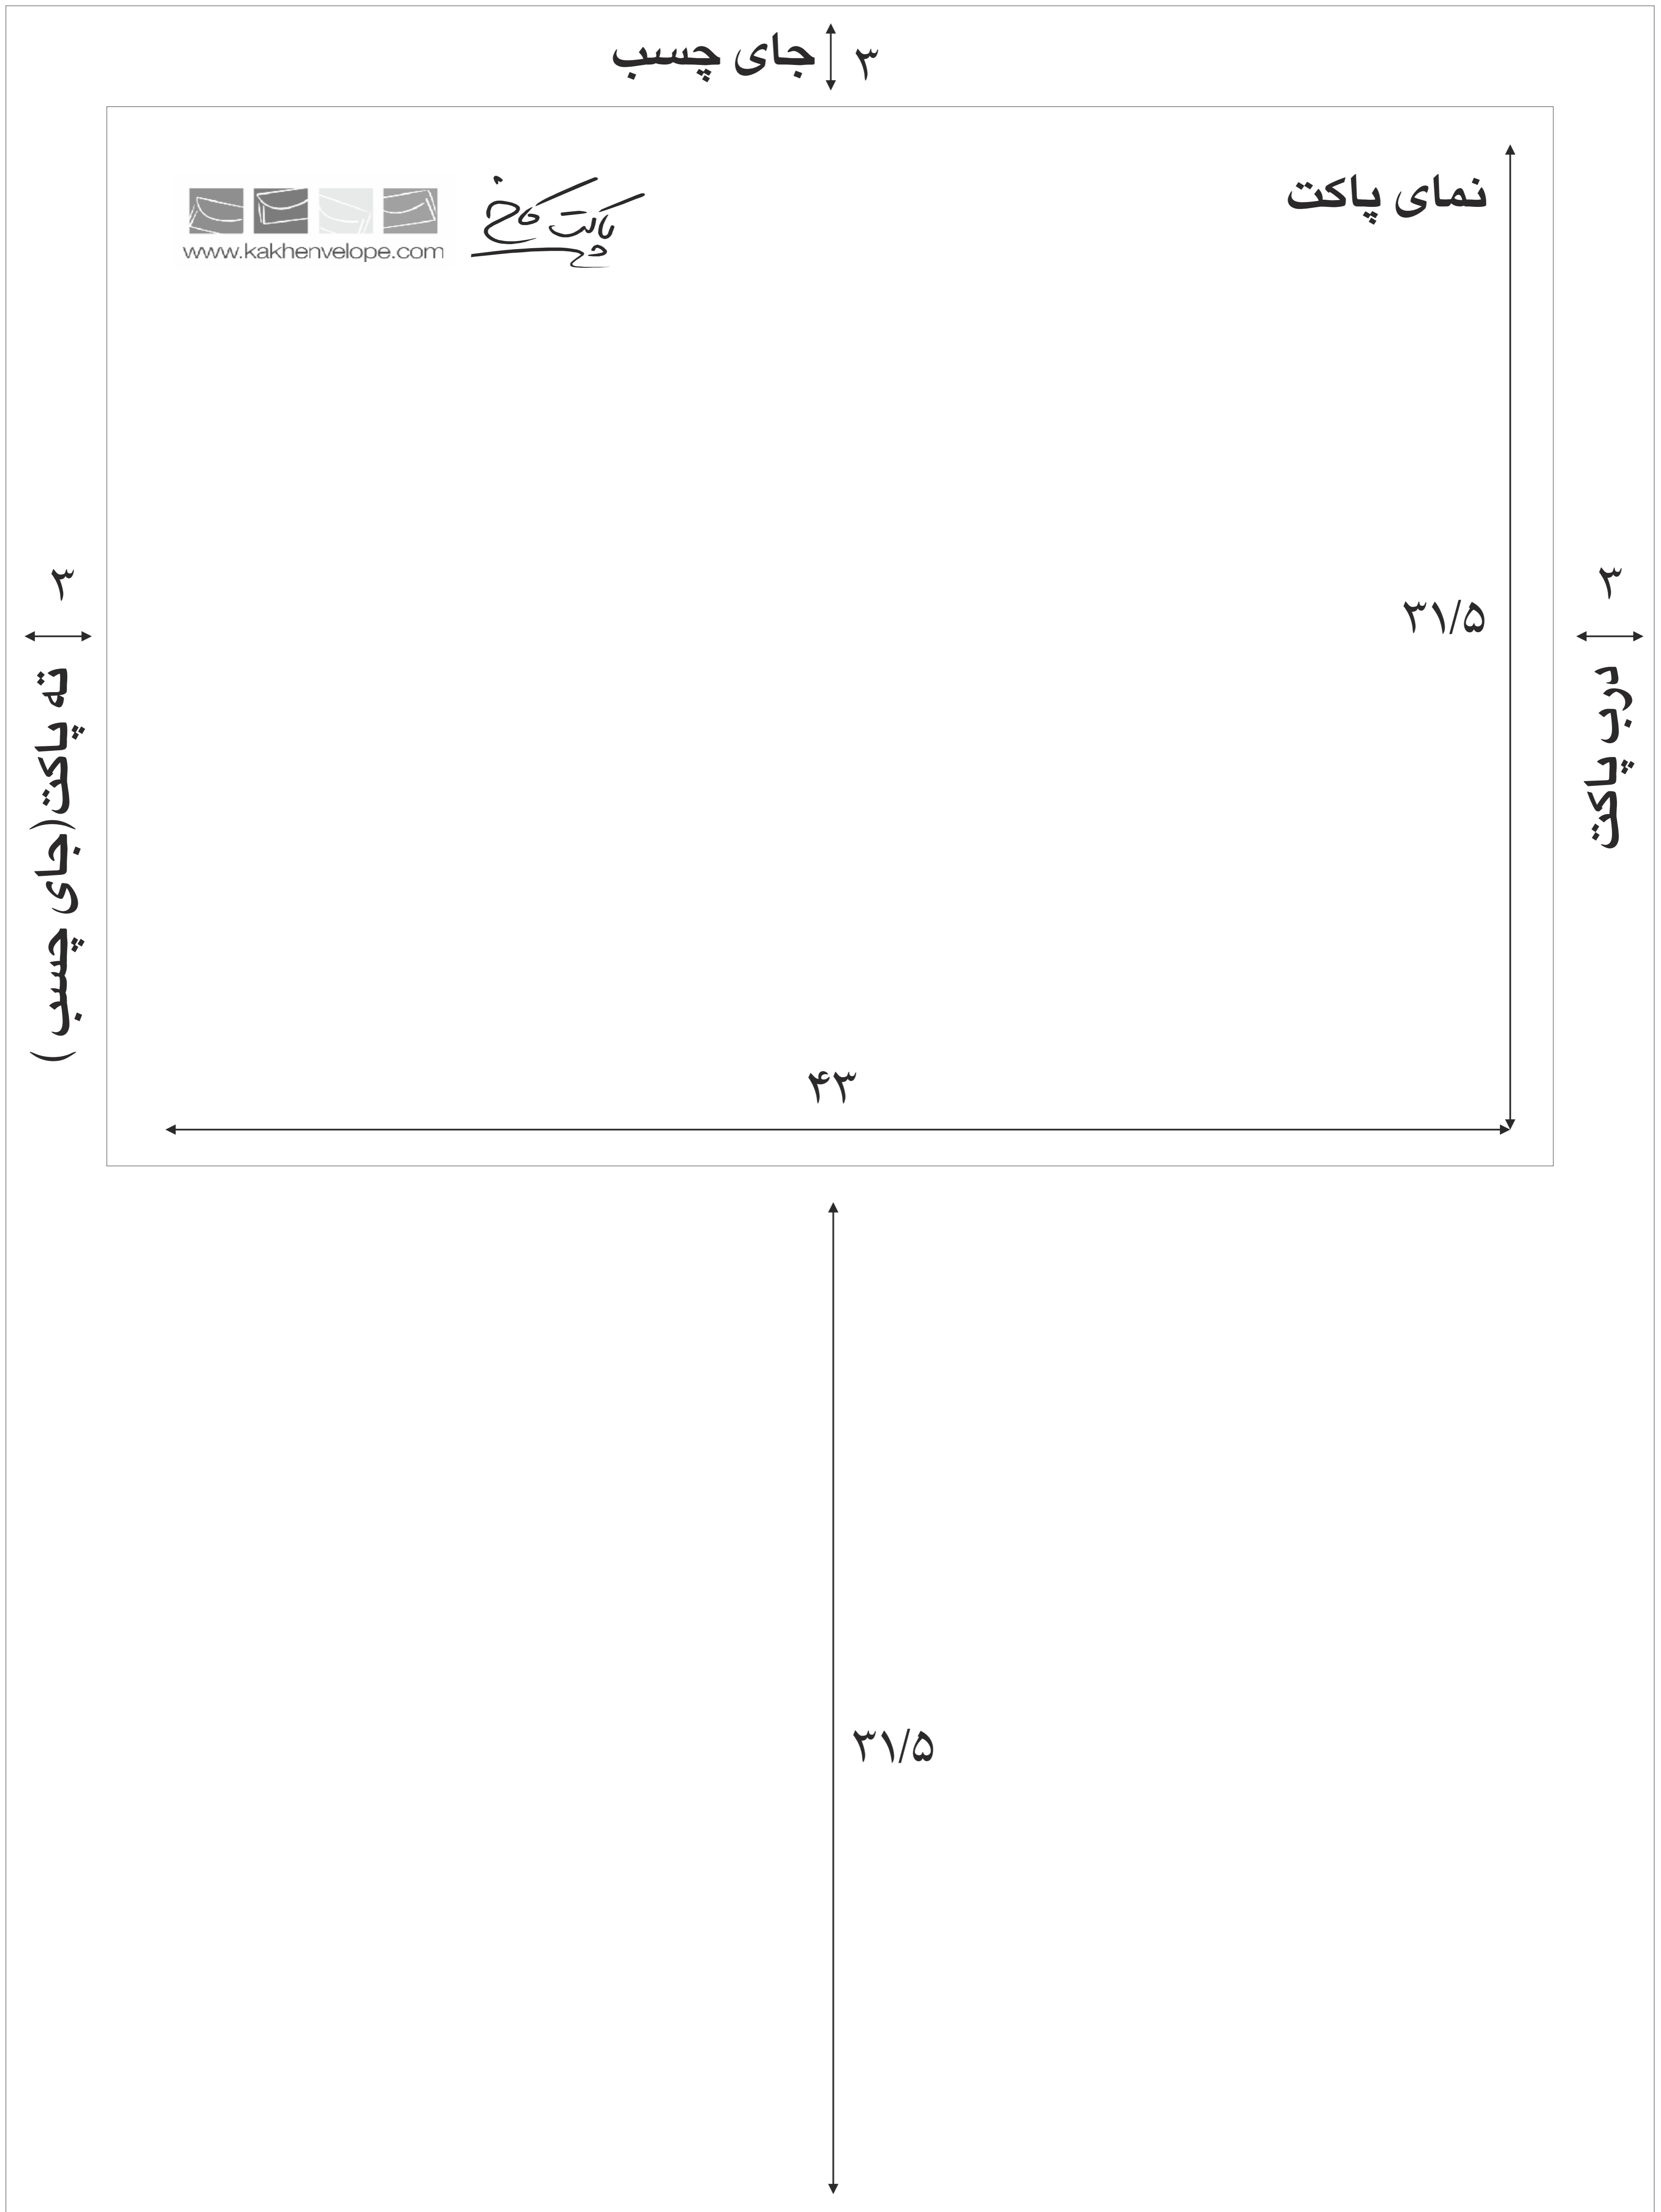 جای چسب
۳
نمای پاکت
پاکت کاخ
www.kakhenvelope.com
۳
ته پاکت(جای چسب )
۳۱/۵
۳
درب پاکت
۴۳
۳۱/۵